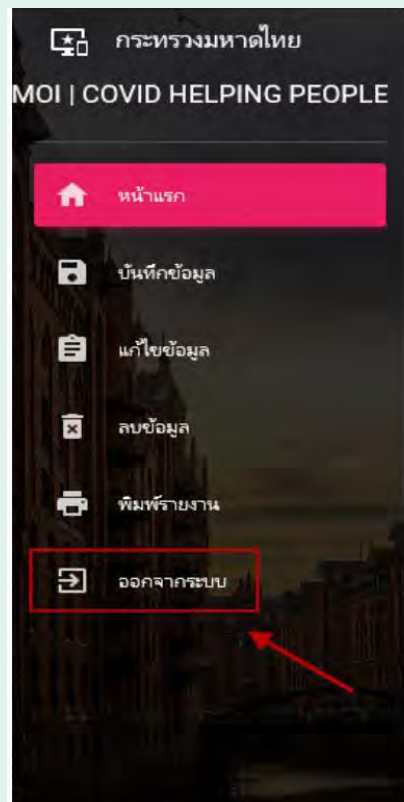 กระทรวงมหาดไทย
MOI | COVID HELPING PEOPLE
หน้าแรก
บันทึกข้อมูล
แก้ไขข้อมูล
ลบข้อมูล
พิมพ์รายงาน
ออกจากระบบ